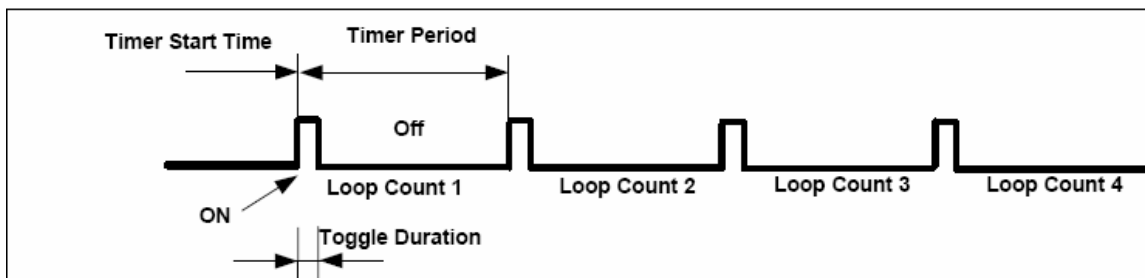 Timer Start Time
Timer Period
Off
Loop Count 1
Loop Count 2
Loop Count 3
Loop Count 4
ON
Toggle Duration